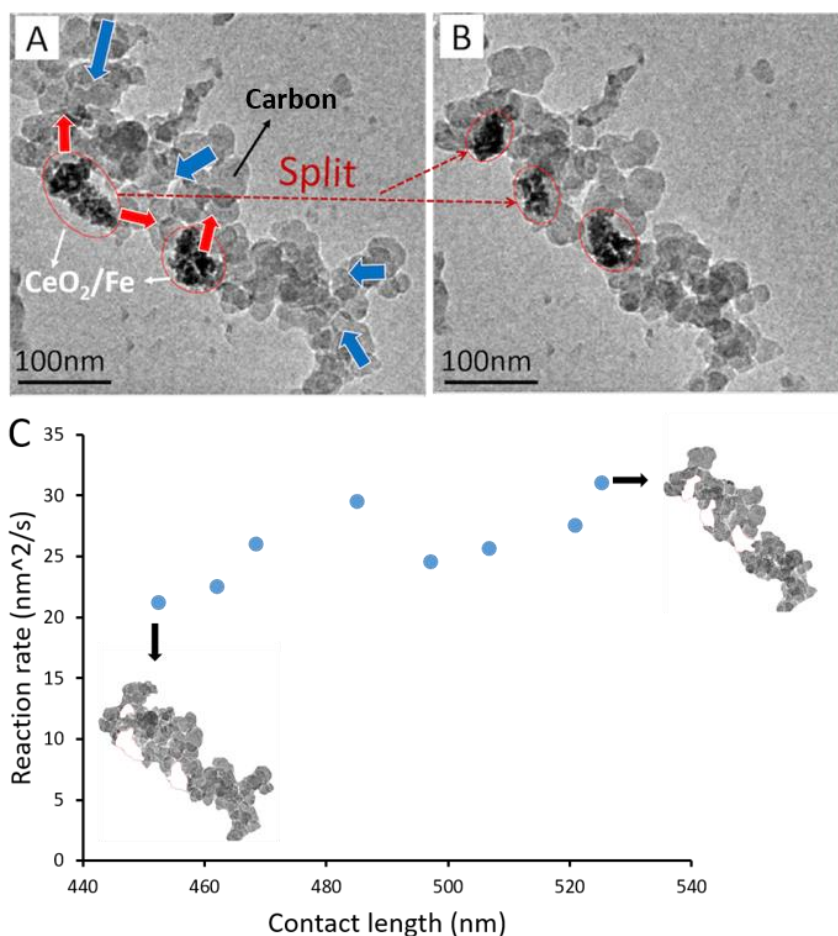 A
B
Carbon
Split
CeO₂/Fe
100nm
100nm
C
35
30
25
20
15
10
5
0
Reaction rate (nm^2/s)
440
460
480
500
520
540
Contact length (nm)